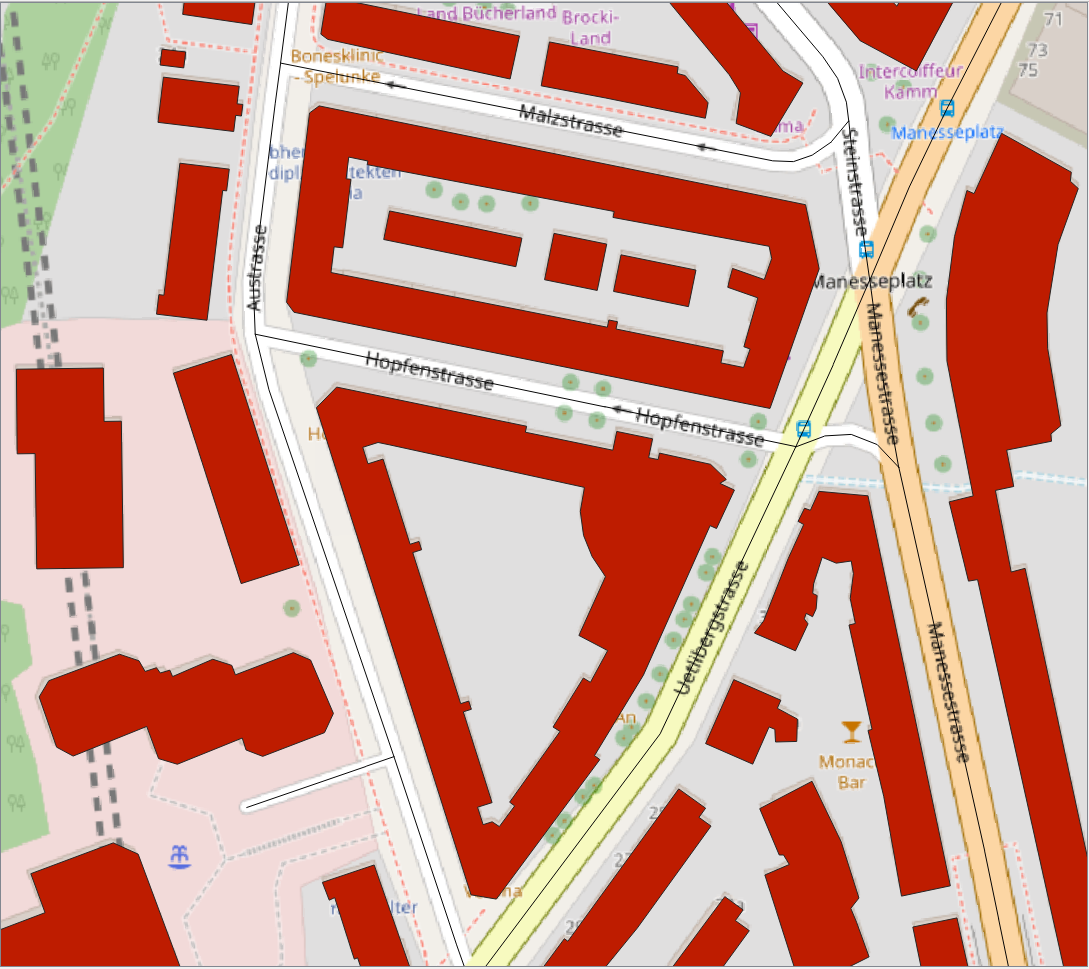 Land Bücherland
Brocki-
Land
71
73
75
Bonesklinik
- Spelunke
Intercoiffeur
Kamm
Manesseplatz
Malzstrasse
Steinstrasse
Austrasse
Manesseplatz
Manessestrasse
Hopfenstrasse
Hopfenstrasse
Uetlibergstrasse
Manessestrasse
An
Monac
Bar